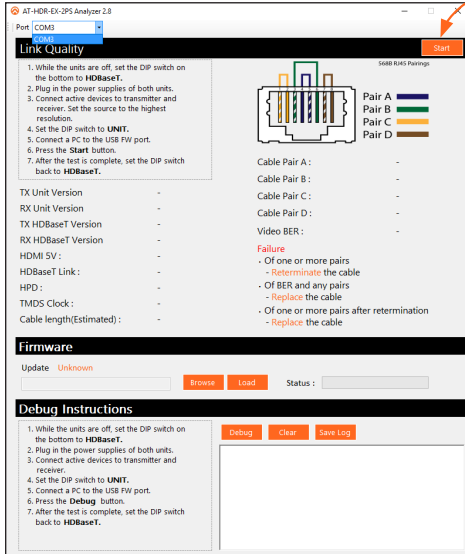 AT-HDR-EX-2PS Analyzer 2.8
Port COM3
COM3
Link Quality
Start
1. While the units are off, set the DIP switch on
the bottom to HDBaseT.
2. Plug in the power supplies of both units.
3. Connect active devices to transmitter and
receiver. Set the source to the highest
resolution.
4. Set the DIP switch to UNIT.
5. Connect a PC to the USB FW port.
6. Press the Start button.
7. After the test is complete, set the DIP switch
back to HDBaseT.
568B RJ45 Pairings
Pair A
Pair B
Pair C
Pair D
TX Unit Version -
RX Unit Version -
TX HDBaseT Version -
RX HDBaseT Version -
HDMI 5V : -
HDBaseT Link : -
HPD : -
TMDS Clock : -
Cable length(Estimated) : -
Cable Pair A : -
Cable Pair B : -
Cable Pair C : -
Cable Pair D : -
Video BER : -
Failure
• Of one or more pairs
- Reterminate the cable
• Of BER and any pairs
- Replace the cable
• Of one or more pairs after retermination
- Replace the cable
Firmware
Update Unknown
Browse Load Status :
Debug Instructions
1. While the units are off, set the DIP switch on
the bottom to HDBaseT.
2. Plug in the power supplies of both units.
3. Connect active devices to transmitter and
receiver.
4. Set the DIP switch to UNIT.
5. Connect a PC to the USB FW port.
6. Press the Debug button.
7. After the test is complete, set the DIP switch
back to HDBaseT.
Debug Clear Save Log